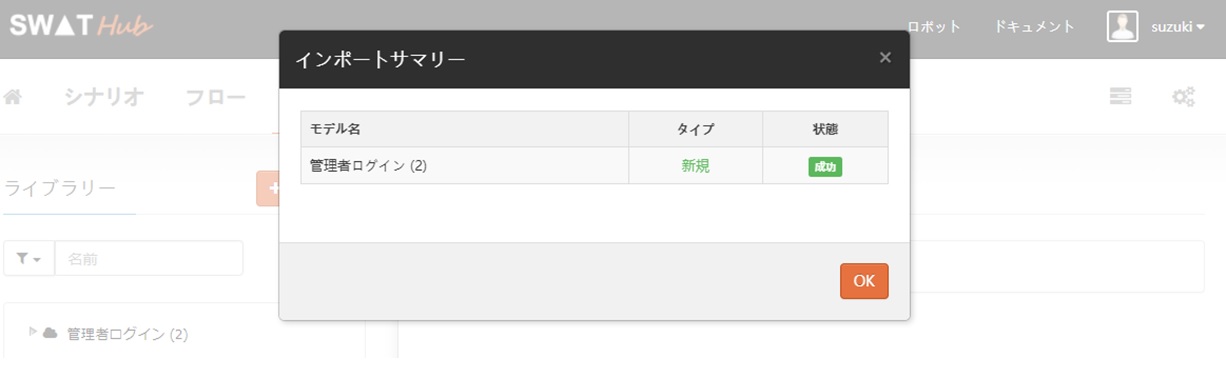 SWAT Hub
ロボット ドキュメント suzuki
インポートサマリー ×
シナリオ フロー
モデル名 タイプ 状態
管理者ログイン (2) 新規 成功
ライブラリー
名前
OK
管理者ログイン (2)